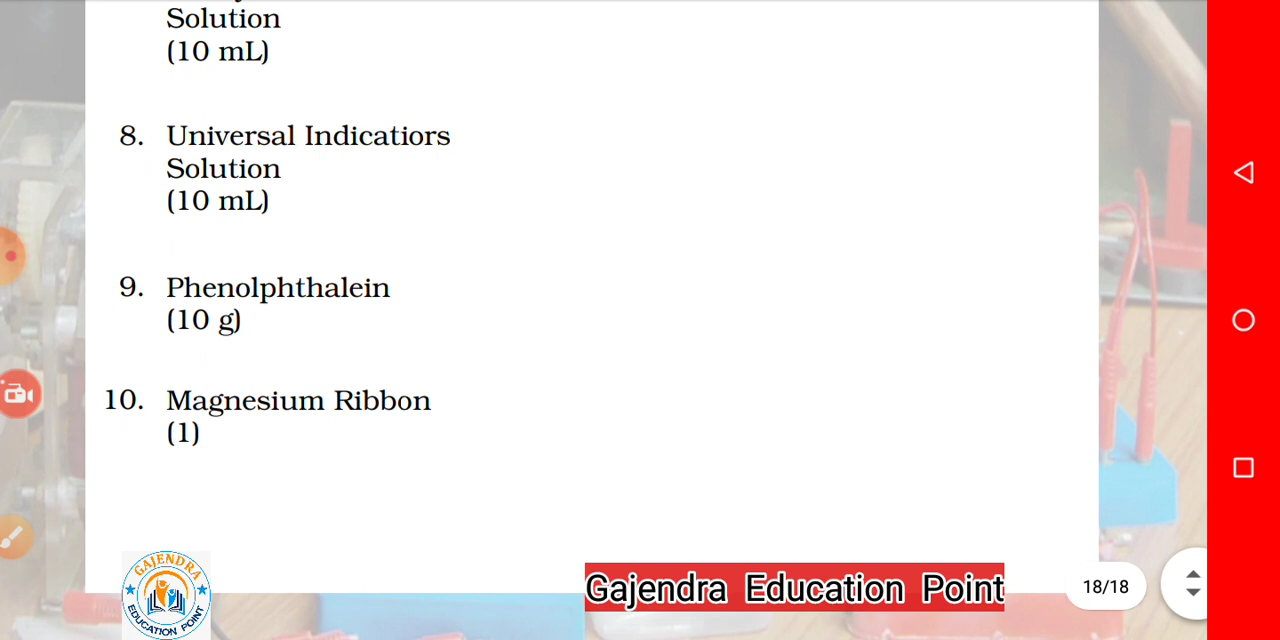 Solution
(10 mL)
8. Universal Indicatiors
Solution
(10 mL)
9. Phenolphthalein
(10 g)
10. Magnesium Ribbon
(1)
GAJENDRA
EDUCATION POINT
Gajendra Education Point
18/18